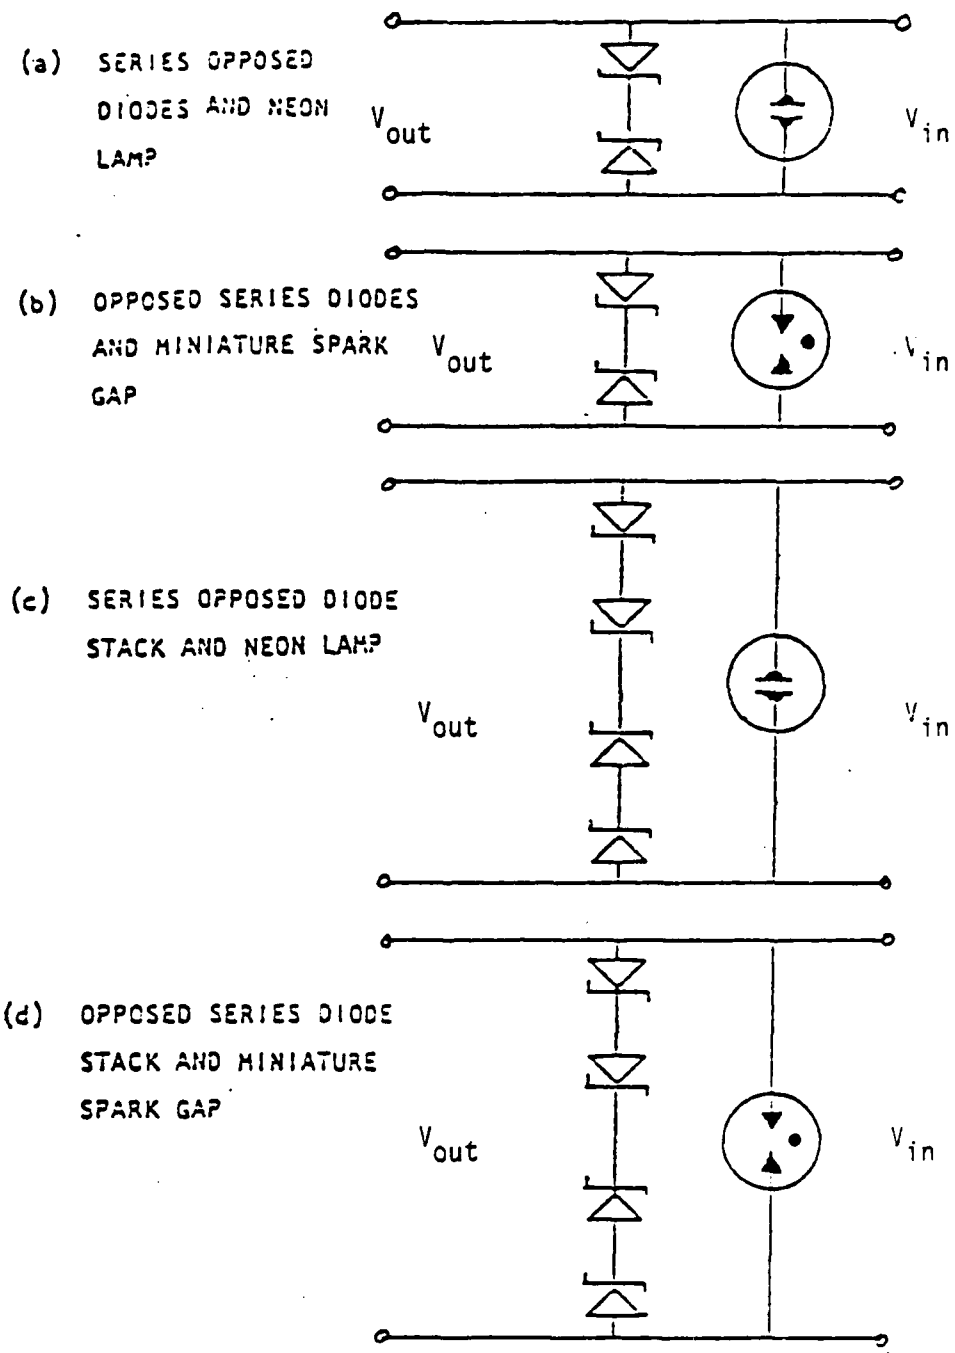 (a) SERIES OPPOSED
DIODES AND NEON
LAMP
Vout
Vin
(b) OPPOSED SERIES DIODES
AND MINIATURE SPARK
GAP
Vout
Vin
(c) SERIES OPPOSED DIODE
STACK AND NEON LAMP
Vout
Vin
(d) OPPOSED SERIES DIODE
STACK AND MINIATURE
SPARK GAP
Vout
Vin